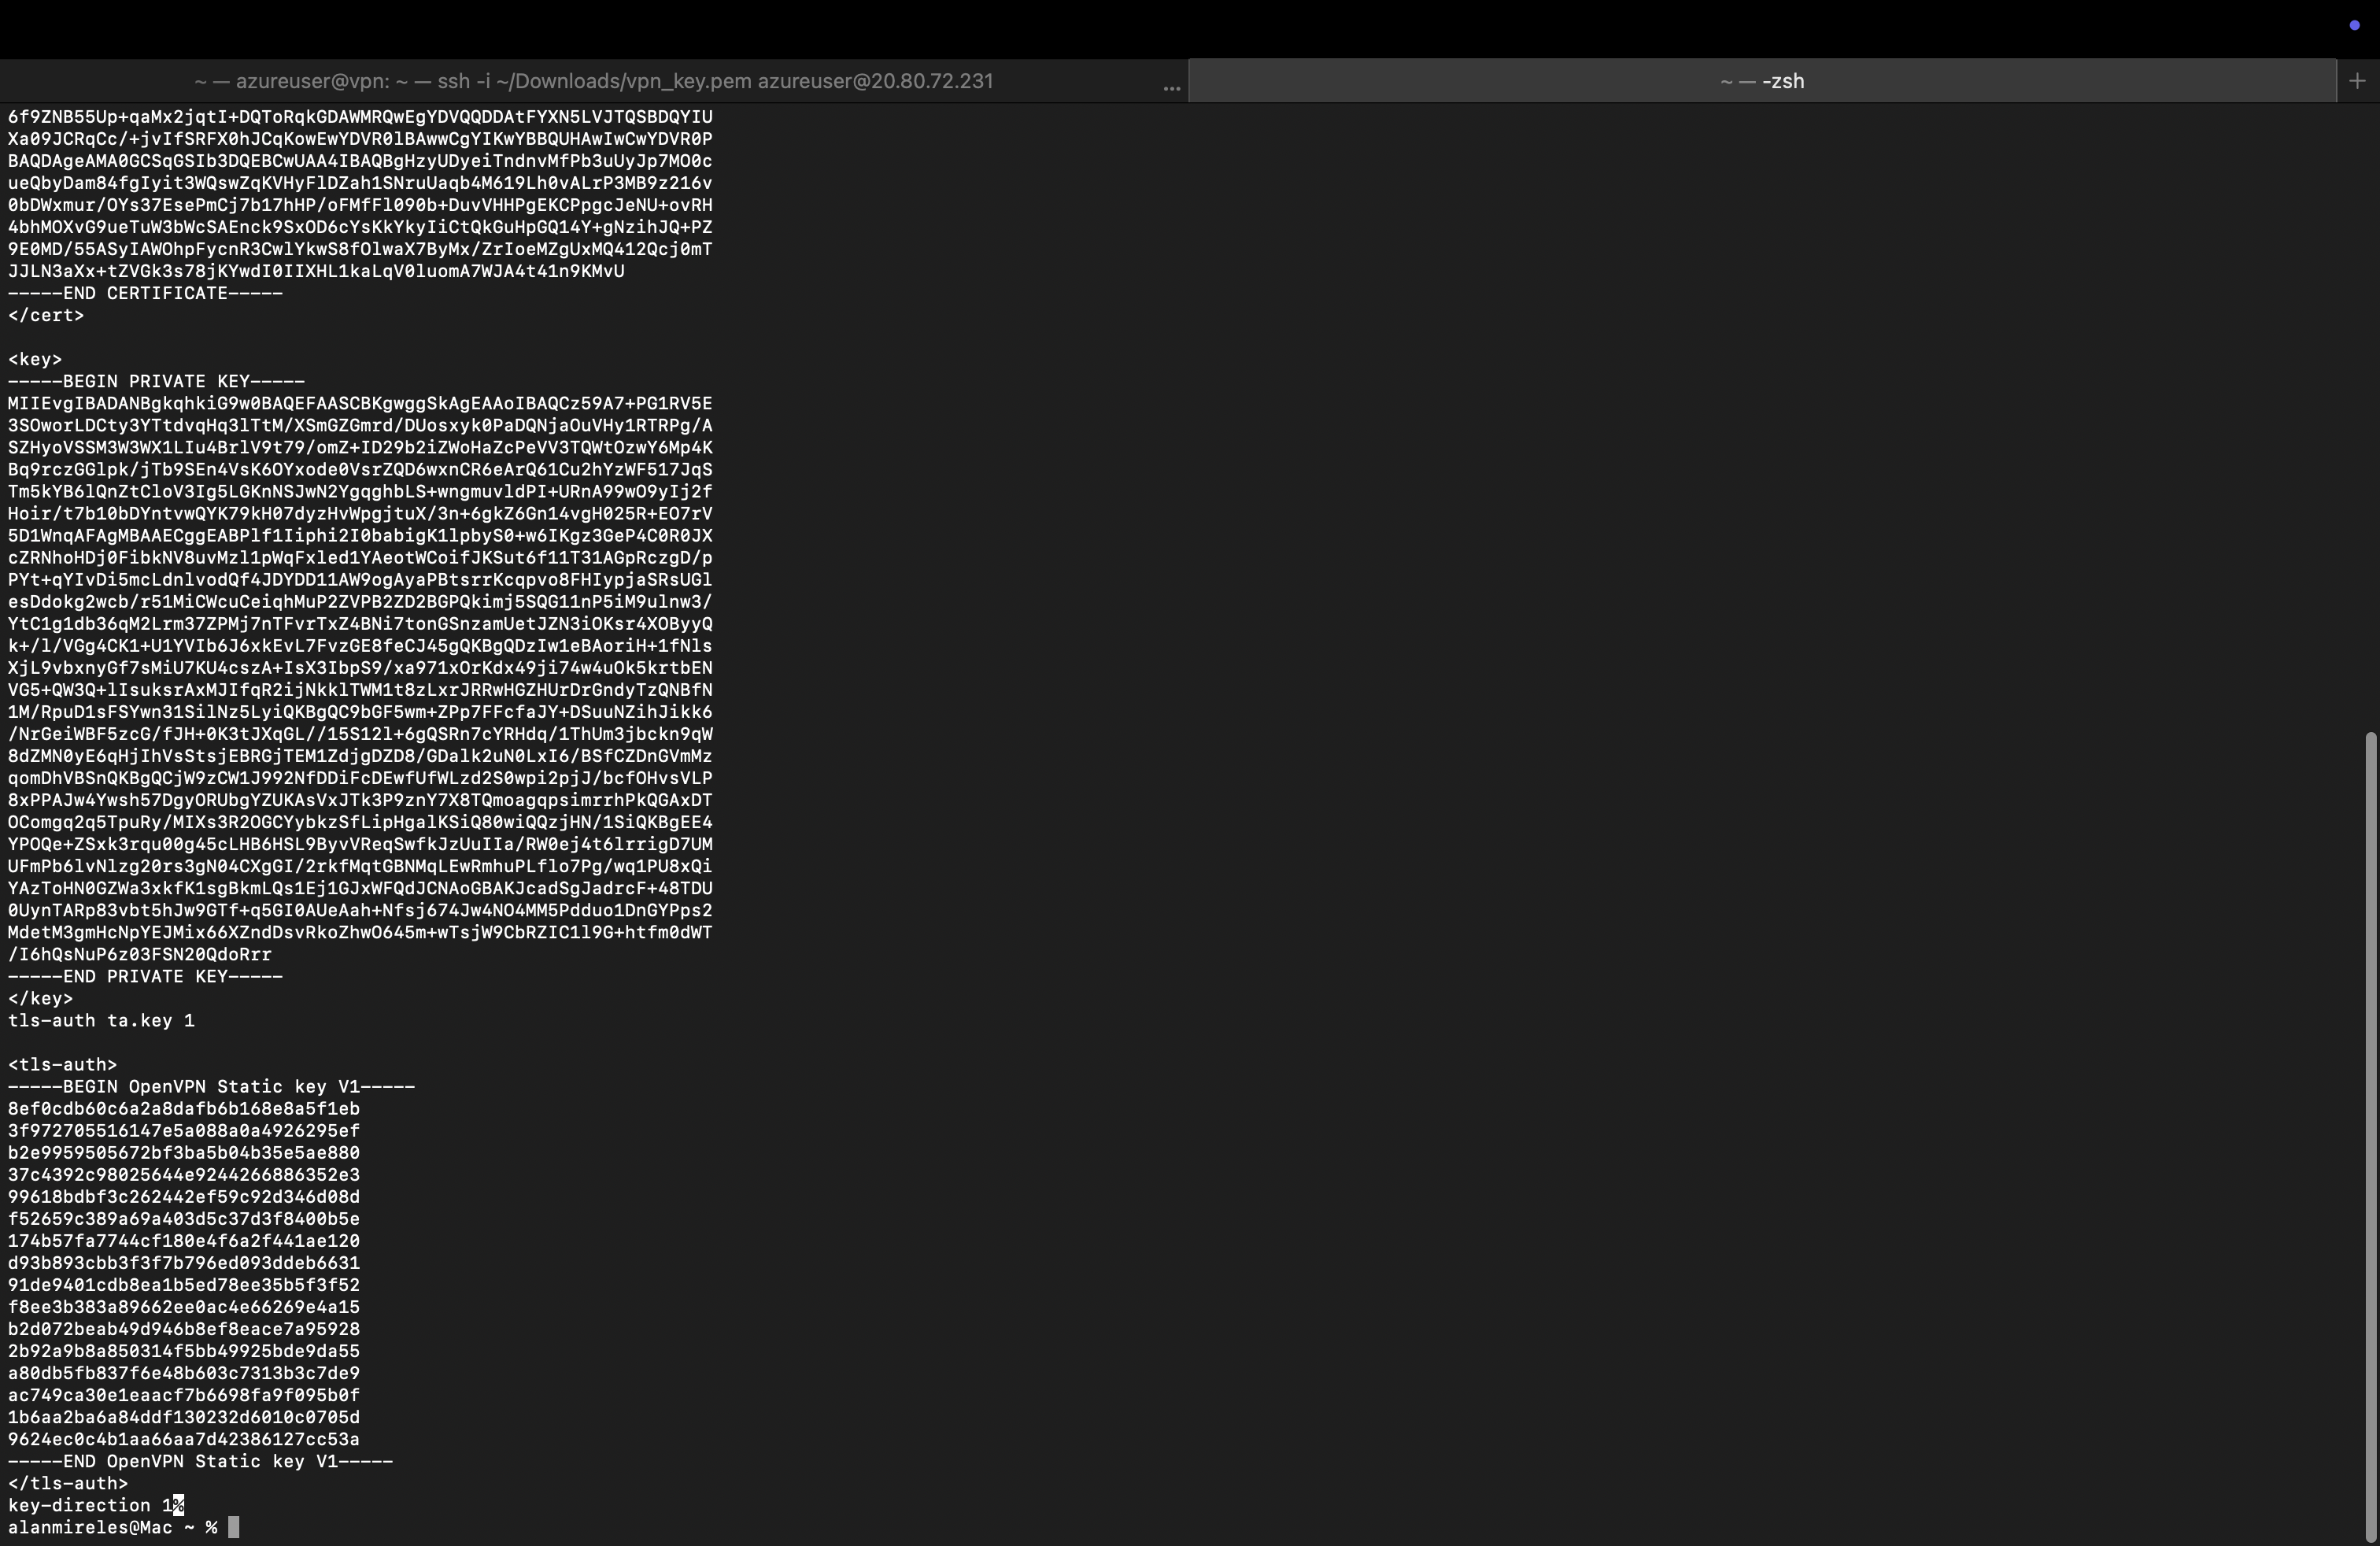 ~ — azureuser@vpn: ~ — ssh -i ~/Downloads/vpn_key.pem azureuser@20.80.72.231 ...
~ — -zsh
6f9ZNB55Up+qaMx2jqtI+DQToRqkGDAWMRQwEgYDVQQDDAtFYXN5LVJTQSBDQYIU
Xa09JCRqCc/+jvIfSRFX0hJCqKowEwYDVR0lBAwwCgYIKwYBBQUHAwIwCwYDVR0P
BAQDAgeAMA0GCSqGSIb3DQEBCwUAA4IBAQBgHzyUDyeiTndnvMfPb3uUyJp7MO0c
ueQbyDam84fgIyit3WQswZqKVHyFlDZah1SNruUaqb4M619Lh0vALrP3MB9z216v
0bDWxmur/OYs37EsePmCj7b17hHP/oFMfFl090b+DuvVHHPgEKCPpgcJeNU+ovRH
4bhMOXvG9ueTuW3bWcSAEnck9SxOD6cYsKkYkyIiCtQkGuHpGQ14Y+gNzihJQ+PZ
9E0MD/55ASyIAWOhpFycnR3CwlYkwS8fOlwaX7ByMx/ZrIoeMZgUxMQ412Qcj0mT
JJLN3aXx+tZVGk3s78jKYwdI0IIXHL1kaLqV0luomA7WJA4t41n9KMvU
-----END CERTIFICATE-----
</cert>
<key>
-----BEGIN PRIVATE KEY-----
MIIEvgIBADANBgkqhkiG9w0BAQEFAASCBKgwggSkAgEAAoIBAQCz59A7+PG1RV5E
3SOworLDCty3YTtdvqHq3lTtM/XSmGZGmrd/DUosxyk0PaDQNjaOuVHy1RTRPg/A
SZHyoVSSM3W3WX1LIu4BrlV9t79/omZ+ID29b2iZWoHaZcPeVV3TQWtOzwY6Mp4K
Bq9rczGGlpk/jTb9SEn4VsK6OYxode0VsrZQD6wxnCR6eArQ61Cu2hYzWF517JqS
Tm5kYB6lQnZtCloV3Ig5LGKnNSJwN2YgqghbLS+wngmuvldPI+URnA99wO9yIj2f
Hoir/t7b10bDYntvwQYK79kH07dyzHvWpgjtuX/3n+6gkZ6Gn14vgH025R+EO7rV
5D1WnqAFAgMBAAECggEABPlf1Iiphi2I0babigK1lpbyS0+w6IKgz3GeP4C0R0JX
cZRNhoHDj0FibkNV8uvMzl1pWqFxled1YAeotWCoifJKSut6f11T31AGpRczgD/p
PYt+qYIvDi5mcLdnlvodQf4JDYDD11AW9ogAyaPBtsrrKcqpvo8FHIypjaSRsUGl
esDdokg2wcb/r51MiCWcuCeiqhMuP2ZVPB2ZD2BGPQkimj5SQG11nP5iM9ulnw3/
YtC1g1db36qM2Lrm37ZPMj7nTFvrTxZ4BNi7tonGSnzamUetJZN3iOKsr4XOByyQ
k+/l/VGg4CK1+U1YVIb6J6xkEvL7FvzGE8feCJ45gQKBgQDzIw1eBAoriH+1fNls
XjL9vbxnyGf7sMiU7KU4cszA+IsX3IbpS9/xa971xOrKdx49ji74w4uOk5krtbEN
VG5+QW3Q+lIsuksrAxMJIfqR2ijNkklTWM1t8zLxrJRRwHGZHUrDrGndyTzQNBfN
1M/RpuD1sFSYwn31SilNz5LyiQKBgQC9bGF5wm+ZPp7FFcfaJY+DSuuNZihJikk6
/NrGeiWBF5zcG/fJH+0K3tJXqGL//15S12l+6gQSRn7cYRHdq/1ThUm3jbckn9qW
8dZMN0yE6qHjIhVsStsjEBRGjTEM1ZdjgDZD8/GDalk2uN0LxI6/BSfCZDnGVmMz
qomDhVBSnQKBgQCjW9zCW1J992NfDDiFcDEwfUfWLzd2S0wpi2pjJ/bcfOHvsVLP
8xPPAJw4Ywsh57DgyORUbgYZUKAsVxJTk3P9znY7X8TQmoagqpsimrrhPkQGAxDT
OComgq2q5TpuRy/MIXs3R2OGCYybkzSfLipHgalKSiQ80wiQQzjHN/1SiQKBgEE4
YPOQe+ZSxk3rqu00g45cLHB6HSL9ByvVReqSwfkJzUuIIa/RW0ej4t6lrrigD7UM
UFmPb6lvNlzg20rs3gN04CXgGI/2rkfMqtGBNMqLEwRmhuPLflo7Pg/wq1PU8xQi
YAzToHN0GZWa3xkfK1sgBkmLQs1Ej1GJxWFQdJCNAoGBAKJcadSgJadrcF+48TDU
0UynTARp83vbt5hJw9GTf+q5GI0AUeAah+Nfsj674Jw4NO4MM5Pdduo1DnGYPps2
MdetM3gmHcNpYEJMix66XZndDsvRkoZhwO645m+wTsjW9CbRZIC1l9G+htfm0dWT
/I6hQsNuP6z03FSN20QdoRrr
-----END PRIVATE KEY-----
</key>
tls-auth ta.key 1
<tls-auth>
-----BEGIN OpenVPN Static key V1-----
8ef0cdb60c6a2a8dafb6b168e8a5f1eb
3f972705516147e5a088a0a4926295ef
b2e9959505672bf3ba5b04b35e5ae880
37c4392c98025644e9244266886352e3
99618bdbf3c262442ef59c92d346d08d
f52659c389a69a403d5c37d3f8400b5e
174b57fa7744cf180e4f6a2f441ae120
d93b893cbb3f3f7b796ed093ddeb6631
91de9401cdb8ea1b5ed78ee35b5f3f52
f8ee3b383a89662ee0ac4e66269e4a15
b2d072beab49d946b8ef8eace7a95928
2b92a9b8a850314f5bb49925bde9da55
a80db5fb837f6e48b603c7313b3c7de9
ac749ca30e1eaacf7b6698fa9f095b0f
1b6aa2ba6a84ddf130232d6010c0705d
9624ec0c4b1aa66aa7d42386127cc53a
-----END OpenVPN Static key V1-----
</tls-auth>
key-direction 1%
alanmireles@Mac ~ %